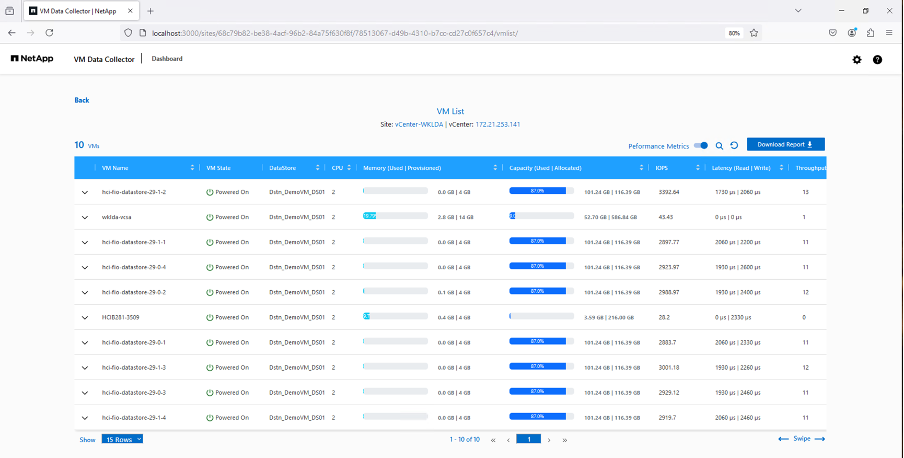 VM Data Collector | NetApp
localhost:3000/sites/68c79b82-be38-4acf-96b2-84a75f630f8f/78513067-d49b-4310-b7cc-cd27c0f657c4/vmlist/
80%
NetApp
VM Data Collector
Dashboard
Back
VM List
Site: vCenter-WKLDA | vCenter: 172.21.253.141
10 VMs
Peformance Metrics
Download Report
VM Name VM State DataStore CPU Memory (Used | Provisioned) Capacity (Used | Allocated) IOPS Latency (Read | Write) Throughput
hci-fio-datastore-29-1-2 Powered On Dstn_DemoVM_DS01 2 0.0 GB | 4 GB 87.0% 101.24 GB | 116.39 GB 3392.64 1730 µs | 2060 µs 13
wklda-vcsa Powered On Dstn_DemoVM_DS01 2 2.8 GB | 14 GB 52.70 GB | 586.84 GB 43.43 0 µs | 0 µs 1
hci-fio-datastore-29-1-1 Powered On Dstn_DemoVM_DS01 2 0.0 GB | 4 GB 87.0% 101.24 GB | 116.39 GB 2897.77 2060 µs | 2200 µs 11
hci-fio-datastore-29-0-4 Powered On Dstn_DemoVM_DS01 2 0.0 GB | 4 GB 87.0% 101.24 GB | 116.39 GB 2923.97 1930 µs | 2600 µs 11
hci-fio-datastore-29-0-2 Powered On Dstn_DemoVM_DS01 2 0.1 GB | 4 GB 87.0% 101.24 GB | 116.39 GB 2988.97 1930 µs | 2400 µs 12
HCIB281-3509 Powered On Dstn_DemoVM_DS01 2 0.4 GB | 4 GB 3.59 GB | 216.00 GB 28.2 0 µs | 2330 µs 0
hci-fio-datastore-29-0-1 Powered On Dstn_DemoVM_DS01 2 0.0 GB | 4 GB 87.0% 101.24 GB | 116.39 GB 2883.7 2060 µs | 2330 µs 11
hci-fio-datastore-29-1-3 Powered On Dstn_DemoVM_DS01 2 0.0 GB | 4 GB 87.0% 101.24 GB | 116.39 GB 3001.18 1930 µs | 2260 µs 12
hci-fio-datastore-29-0-3 Powered On Dstn_DemoVM_DS01 2 0.0 GB | 4 GB 87.0% 101.24 GB | 116.39 GB 2929.12 1930 µs | 2460 µs 11
hci-fio-datastore-29-1-4 Powered On Dstn_DemoVM_DS01 2 0.0 GB | 4 GB 87.0% 101.24 GB | 116.39 GB 2919.7 2060 µs | 2460 µs 11
Show 15 Rows 1 - 10 of 10 « ‹ 1 › » Swipe